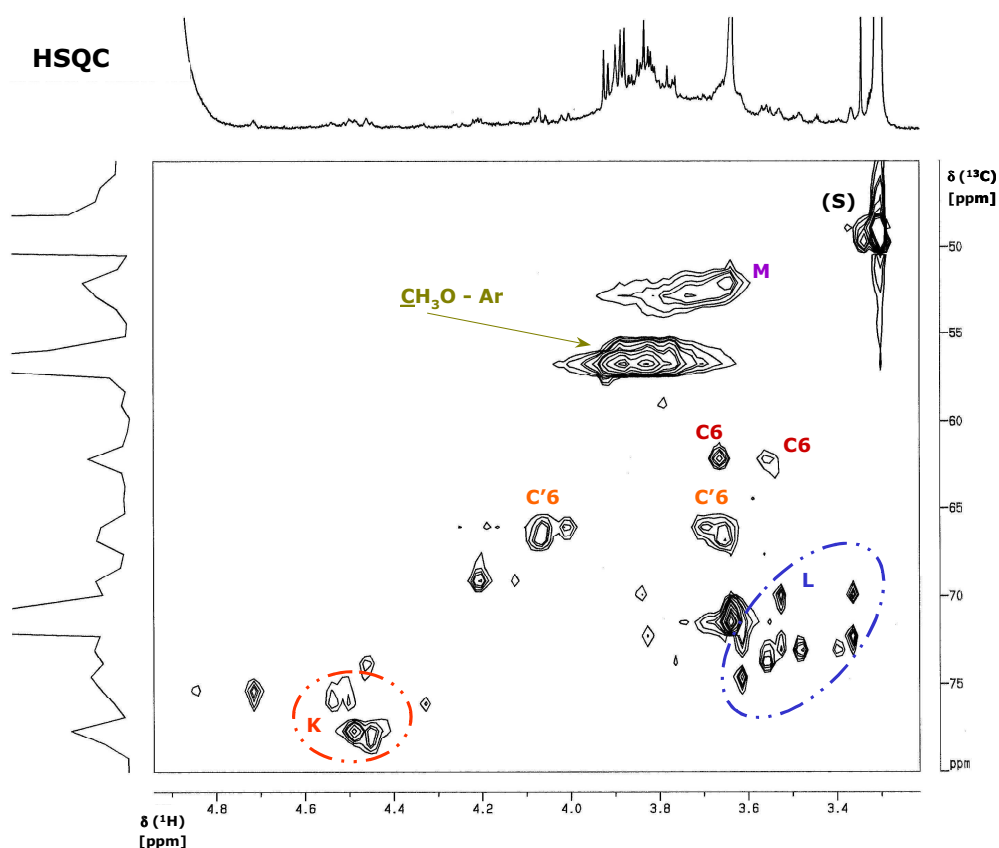 HSQC
δ (¹³C)
[ppm]
(S)
50
M
CH₃O - Ar
55
60
C6
C6
C'6
C'6
65
L
70
75
K
ppm
4.8
4.6
4.4
4.2
4.0
3.8
3.6
3.4
δ (¹H)
[ppm]